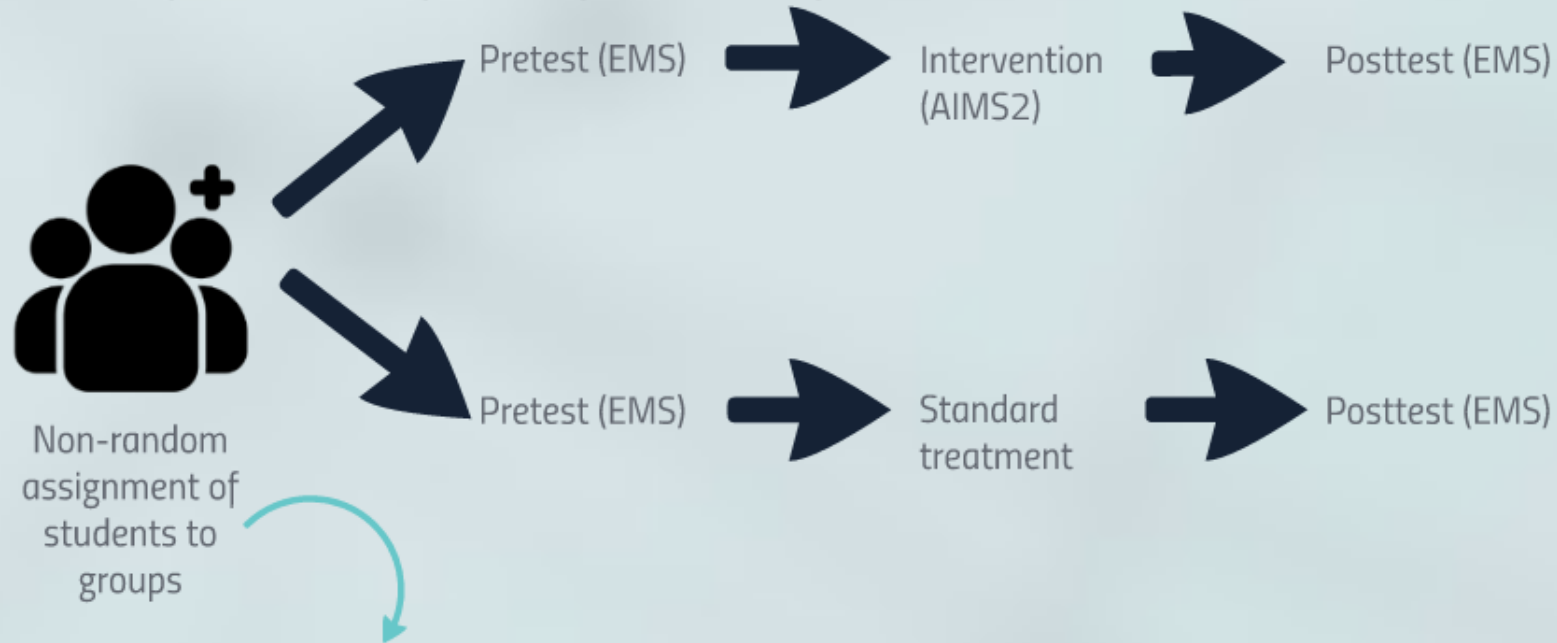 Pretest (EMS)
Intervention
(AIMS2)
Posttest (EMS)
Pretest (EMS)
Standard
treatment
Posttest (EMS)
Non-random
assignment of
students to
groups